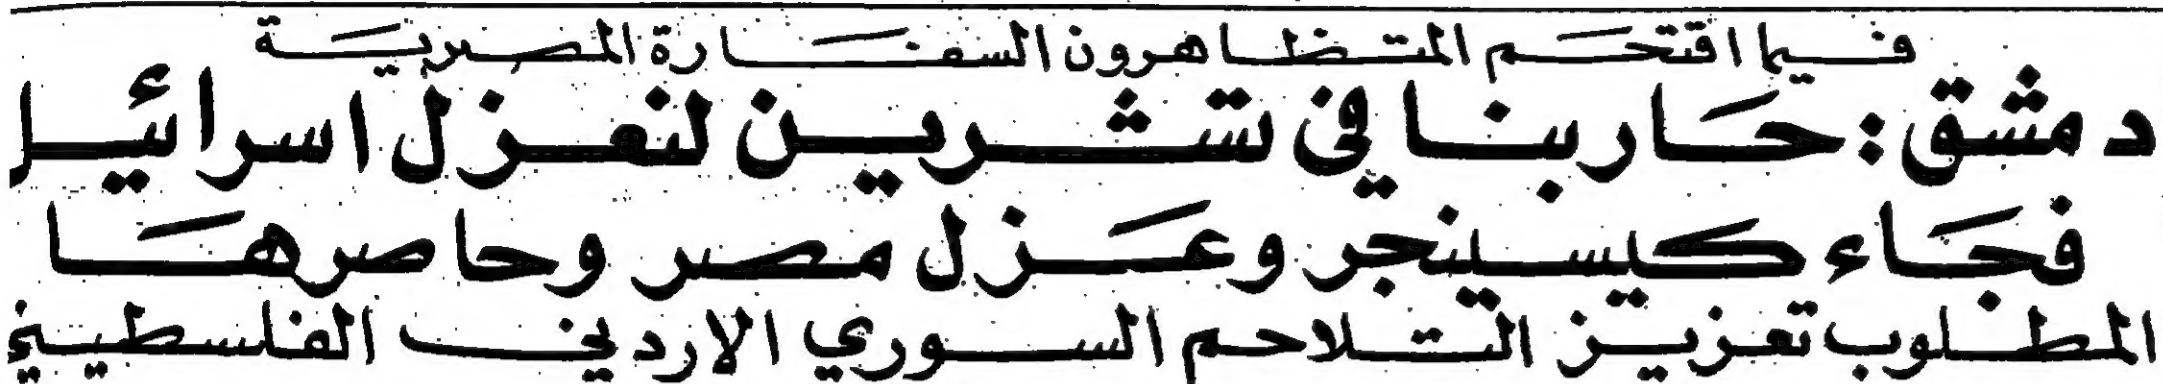 فيما اقتحم المتظاهرون السفارة المصرية
دمشق : حاربنا في تشرين لنعزل اسرائيل
فجاء كيسينجر وعزل مصر وحاصرها
المطلوب تعزيز التلاحم السوري الاردني الفلسطيني